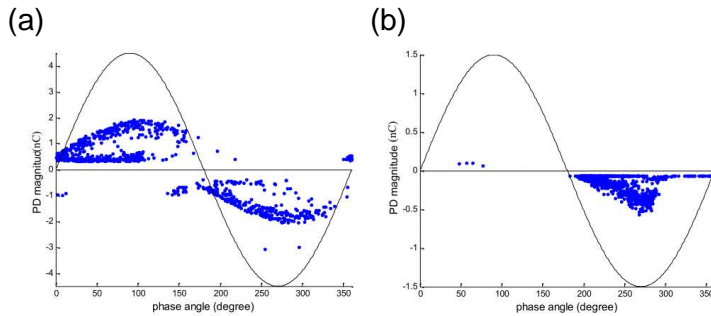 (a)
(b)
PD magnitud(nC)
4
3
2
1
0
-1
-2
-3
-4
0 50 100 150 200 250 300 350
phase angle (degree)
PD magnitude (nC)
1.5
1
0.5
0
-0.5
-1
-1.5
0 50 100 150 200 250 300 350
phase angle (degree)